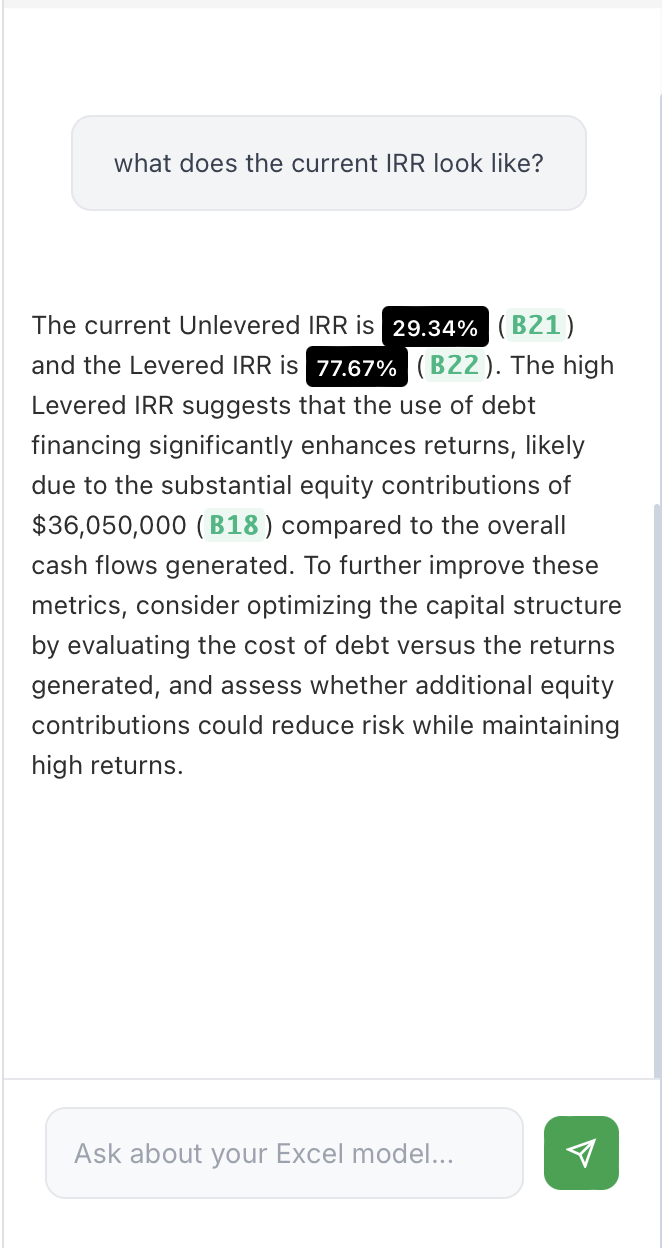 what does the current IRR look like?
The current Unlevered IRR is 29.34% (B21)
and the Levered IRR is 77.67% (B22). The high
Levered IRR suggests that the use of debt
financing significantly enhances returns, likely
due to the substantial equity contributions of
$36,050,000 (B18) compared to the overall
cash flows generated. To further improve these
metrics, consider optimizing the capital structure
by evaluating the cost of debt versus the returns
generated, and assess whether additional equity
contributions could reduce risk while maintaining
high returns.
Ask about your Excel model...